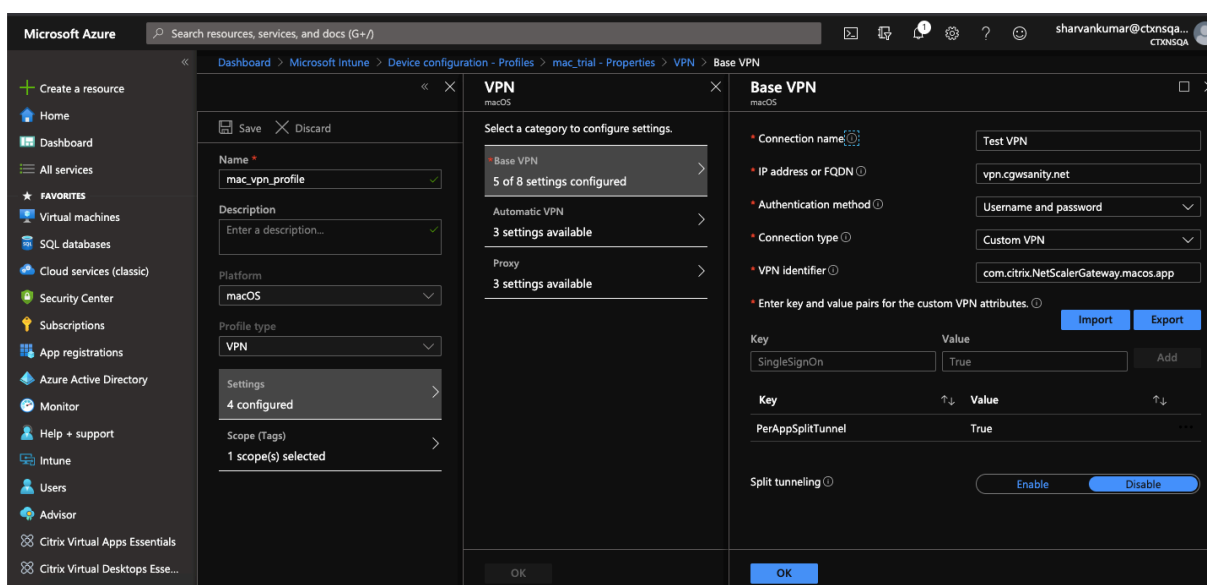 Microsoft Azure
Search resources, services, and docs (G+/)
1
sharvankumar@ctxnsqa...
CTXNSQA
Dashboard > Microsoft Intune > Device configuration - Profiles > mac_trial - Properties > VPN > Base VPN
Create a resource
Home
Dashboard
All services
FAVORITES
Virtual machines
SQL databases
Cloud services (classic)
Security Center
Subscriptions
App registrations
Azure Active Directory
Monitor
Help + support
Intune
Users
Advisor
Citrix Virtual Apps Essentials
Citrix Virtual Desktops Esse...
Save Discard
Name *
mac_vpn_profile
Description
Enter a description...
Platform
macOS
Profile type
VPN
Settings
4 configured
Scope (Tags)
1 scope(s) selected
VPN
macOS
Select a category to configure settings.
*Base VPN
5 of 8 settings configured
Automatic VPN
3 settings available
Proxy
3 settings available
OK
Base VPN
macOS
* Connection name
Test VPN
* IP address or FQDN
vpn.cgwsanity.net
* Authentication method
Username and password
* Connection type
Custom VPN
* VPN identifier
com.citrix.NetScalerGateway.macos.app
* Enter key and value pairs for the custom VPN attributes.
Import Export
Key Value
SingleSignOn True Add
Key Value
PerAppSplitTunnel True ...
Split tunneling Enable Disable
OK